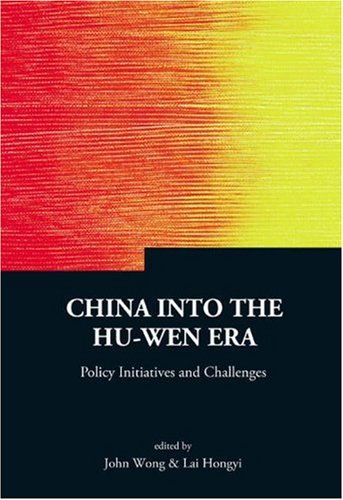 CHINA INTO THE
HU-WEN ERA
Policy Initiatives and Challenges
edited by
John Wong & Lai Hongyi